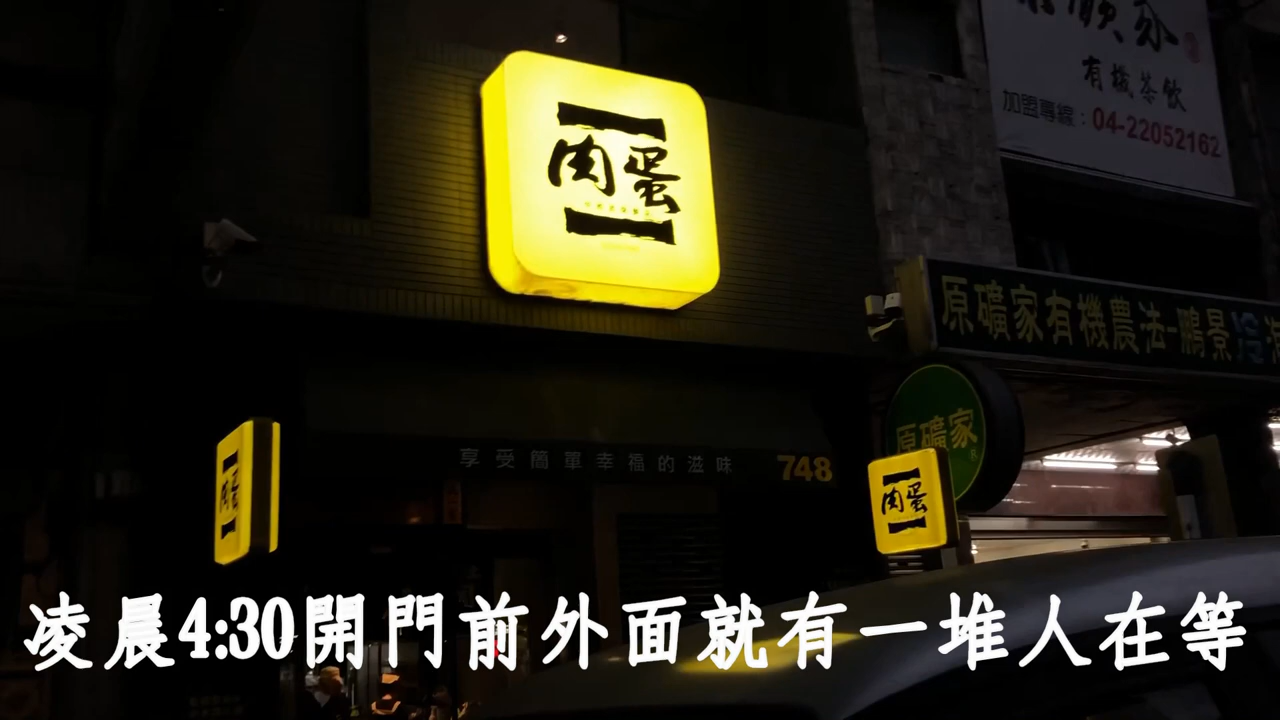 肉蛋
有機茶飲
加盟專線：04-22052162
原礦家有機農法-鵬景冷
原礦家
肉蛋
肉蛋
享受簡單幸福的滋味 748
凌晨4:30開門前外面就有一堆人在等